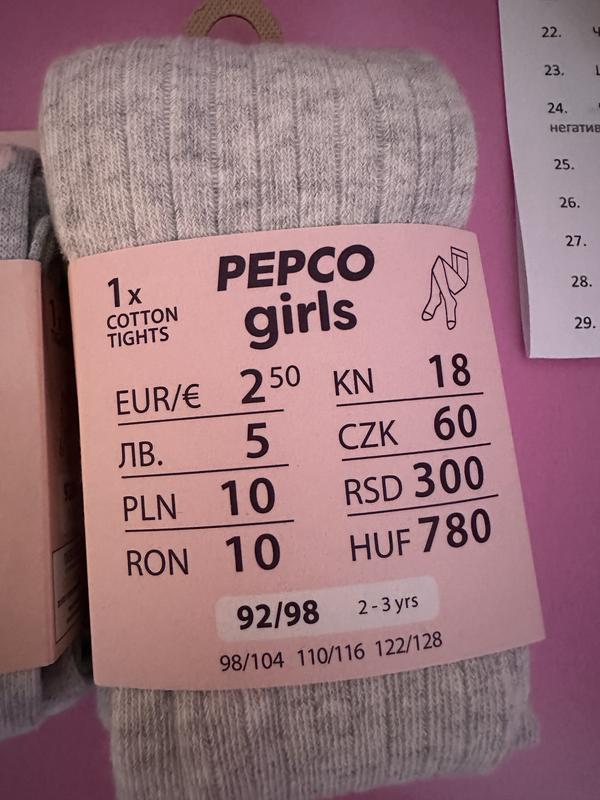 PEPCO
girls
1x
COTTON
TIGHTS
EUR/€ 2 50
ЛВ. 5
PLN 10
RON 10
KN 18
CZK 60
RSD 300
HUF 780
92/98 2 - 3 yrs
98/104 110/116 122/128
22.
23.
24.
негатив
25.
26.
27.
28.
29.